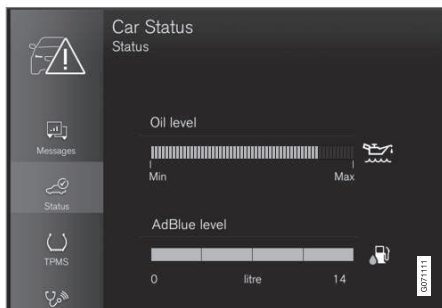 Car Status
Status
Messages
Status
TPMS
Oil level
Min Max
AdBlue level
0 litre 14
G071111